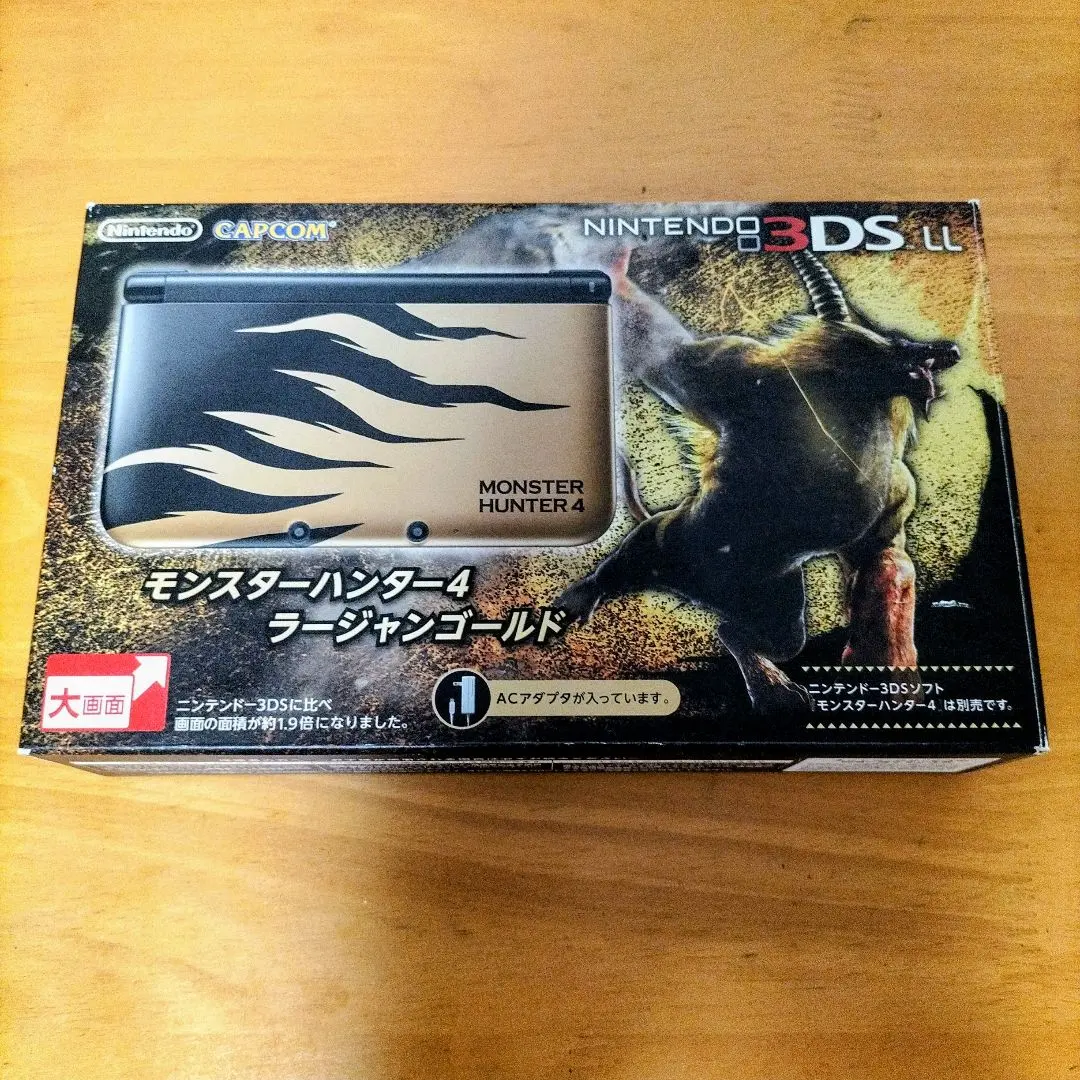 Nintendo
CAPCOM
NINTENDO 3DS LL
MONSTER
HUNTER 4
モンスターハンター4
ラージャンゴールド
大画面
ニンテンドー3DSに比べ
画面の面積が約1.9倍になりました。
ACアダプタが入っています。
ニンテンドー3DSソフト
「モンスターハンター4」は別売です。